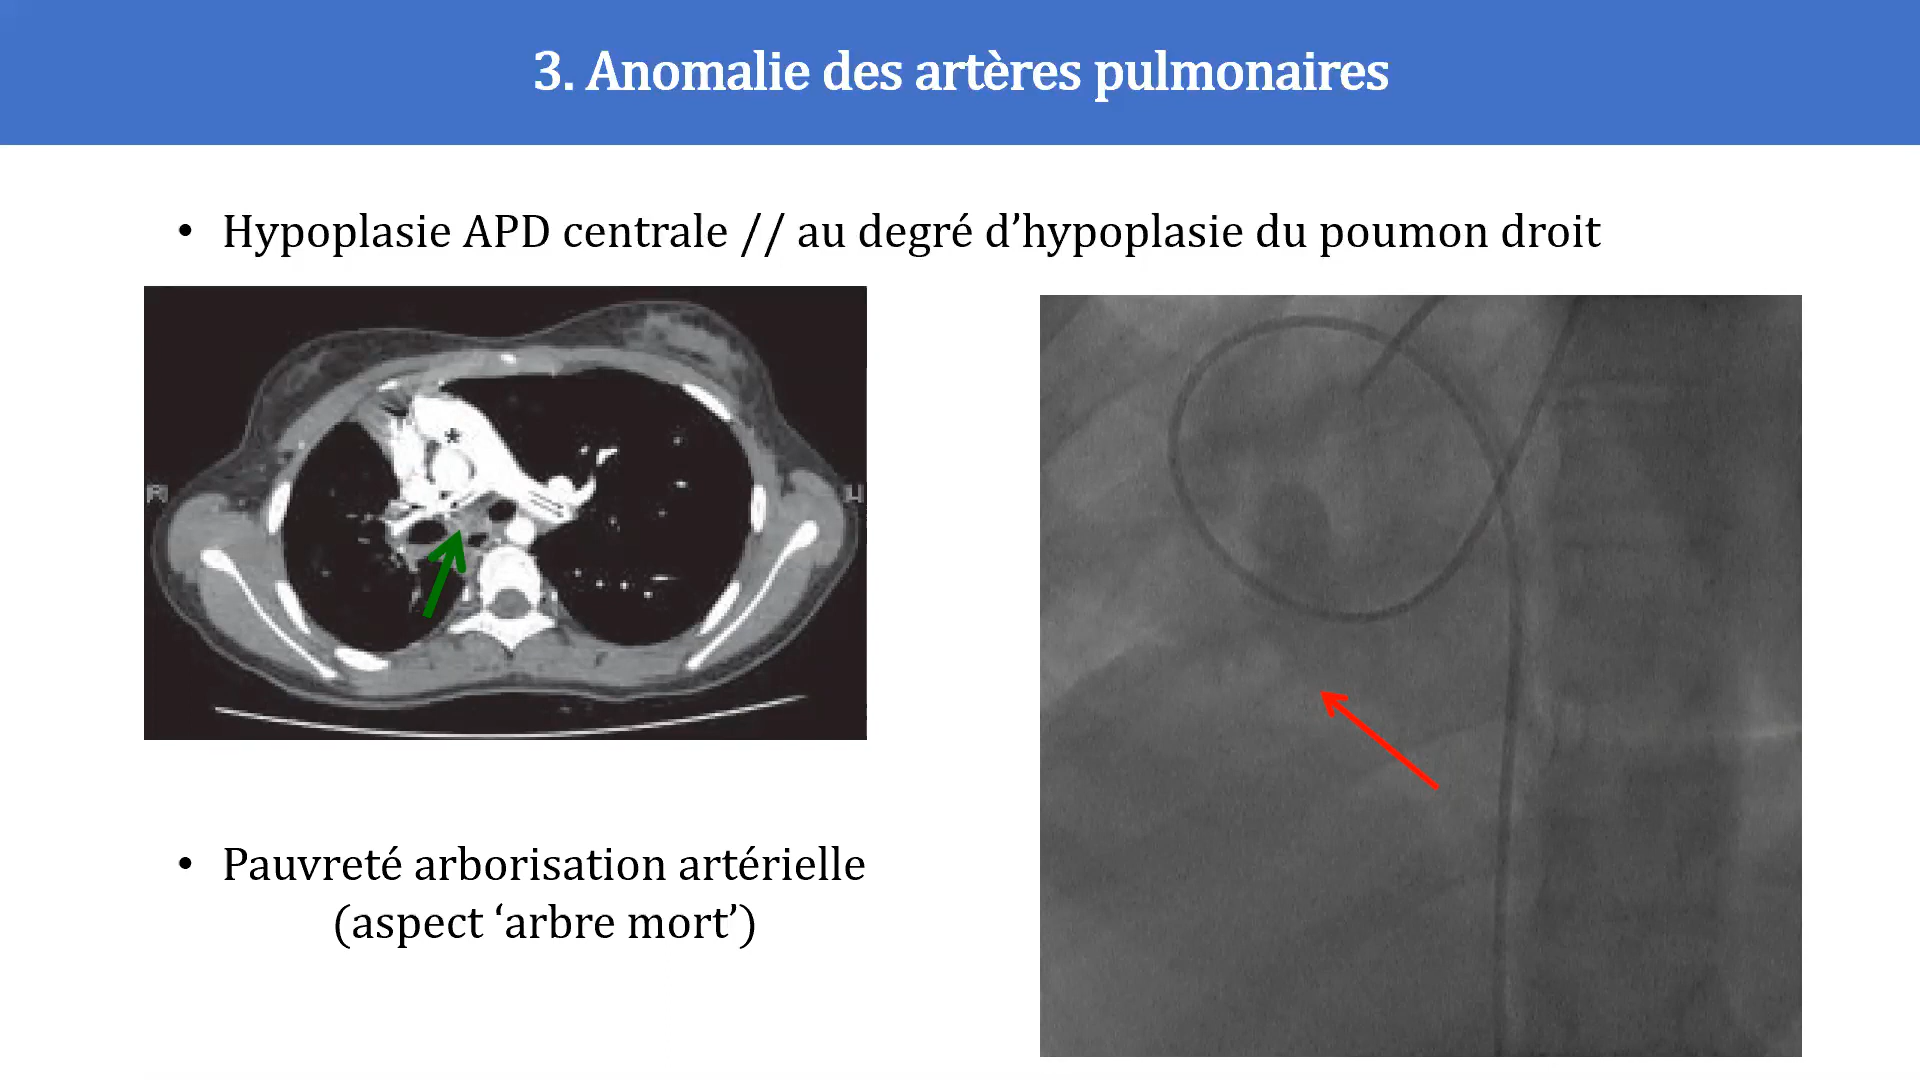 3. Anomalie des artères pulmonaires
• Hypoplasie APD centrale // au degré d’hypoplasie du poumon droit
R
*
• Pauvreté arborisation artérielle
(aspect ‘arbre mort’)